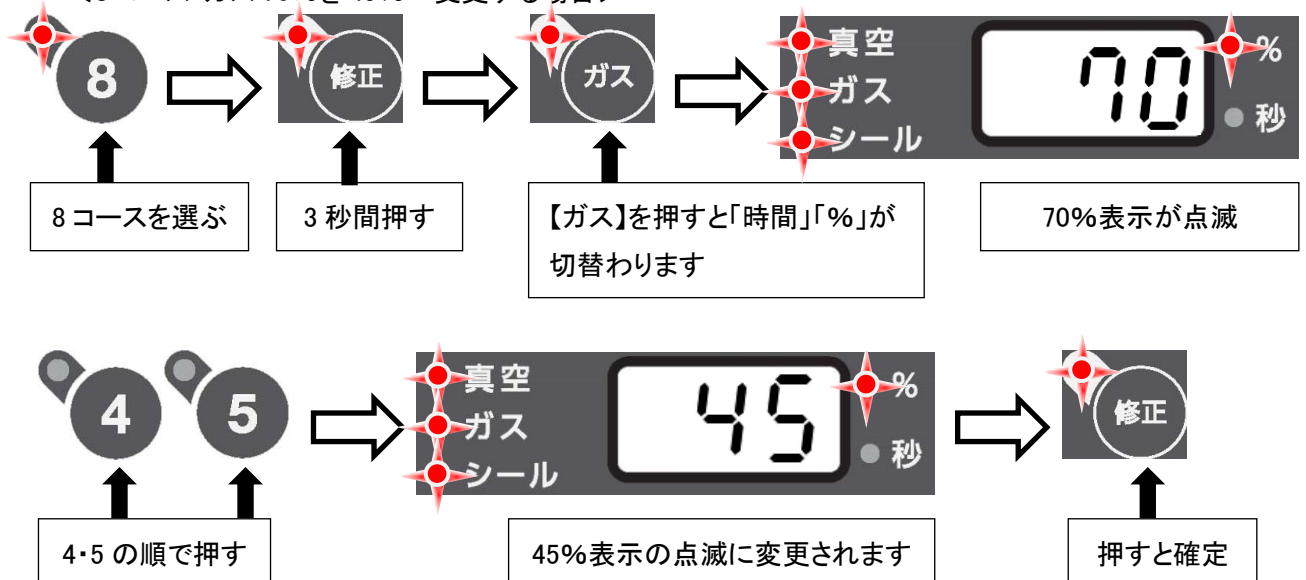 8
修正
ガス
真空
ガス
シール
70
%
秒
8コースを選ぶ
3秒間押す
【ガス】を押すと「時間」「%」が
切替わります
70%表示が点滅
4
5
真空
ガス
シール
45
%
秒
修正
4・5の順で押す
45%表示の点滅に変更されます
押すと確定